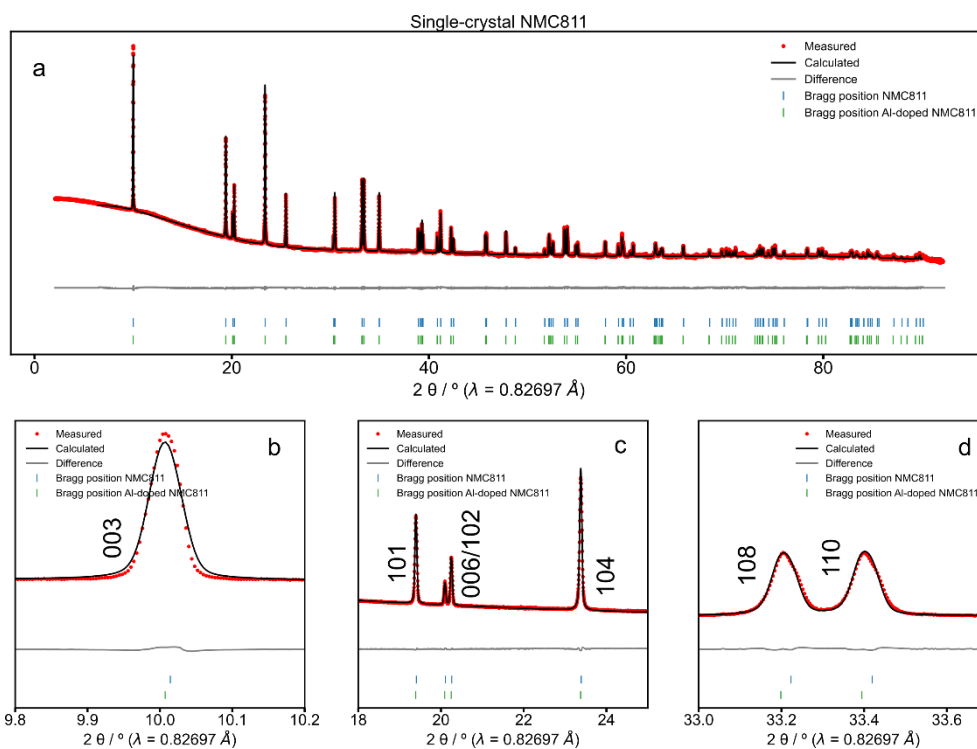 Single-crystal NMC811
a
Measured
Calculated
Difference
Bragg position NMC811
Bragg position Al-doped NMC811
0 20 40 60 80
2 θ / º (λ = 0.82697 Å)
b
Measured
Calculated
Difference
Bragg position NMC811
Bragg position Al-doped NMC811
003
9.8 9.9 10.0 10.1 10.2
2 θ / º (λ = 0.82697 Å)
c
Measured
Calculated
Difference
Bragg position NMC811
Bragg position Al-doped NMC811
101
006/102
104
18 20 22 24
2 θ / º (λ = 0.82697 Å)
d
Measured
Calculated
Difference
Bragg position NMC811
Bragg position Al-doped NMC811
108
110
33.0 33.2 33.4 33.6
2 θ / º (λ = 0.82697 Å)